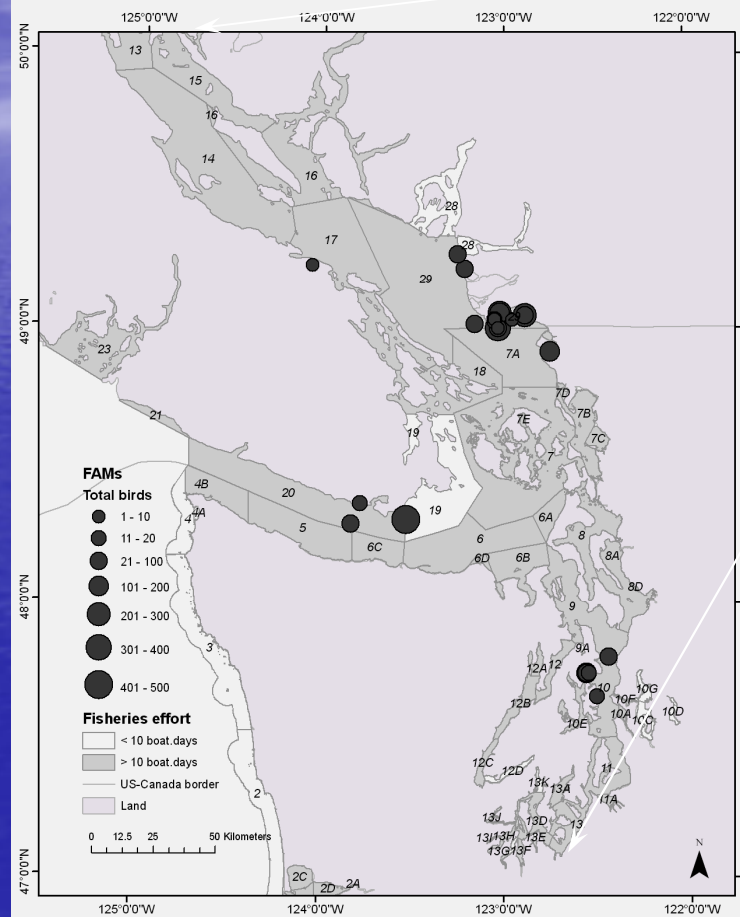 125°0'0"W 124°0'0"W 123°0'0"W 122°0'0"W
50°0'0"N
13
15
16
14
16
28
28
17
29
49°0'0"N
7A
23
18
7D
7B
21
7E
19
7C
7
4B
20
19
4A
4
5
6A
6
8
6C
6D
6B
8A
8D
48°0'0"N
9
3
9A
12A
12
10
10G
12B
10F
10A
10D
10E
10C
12C
12D
11
13K
13A
2
11A
13J
13D
13
13I
13H
13E
13G
13F
2C
2D
2A
47°0'0"N
FAMs
Total birds
1 - 10
11 - 20
21 - 100
101 - 200
201 - 300
301 - 400
401 - 500
Fisheries effort
< 10 boat.days
> 10 boat.days
US-Canada border
Land
0 12.5 25 50 Kilometers
N
125°0'0"W 124°0'0"W 123°0'0"W 122°0'0"W